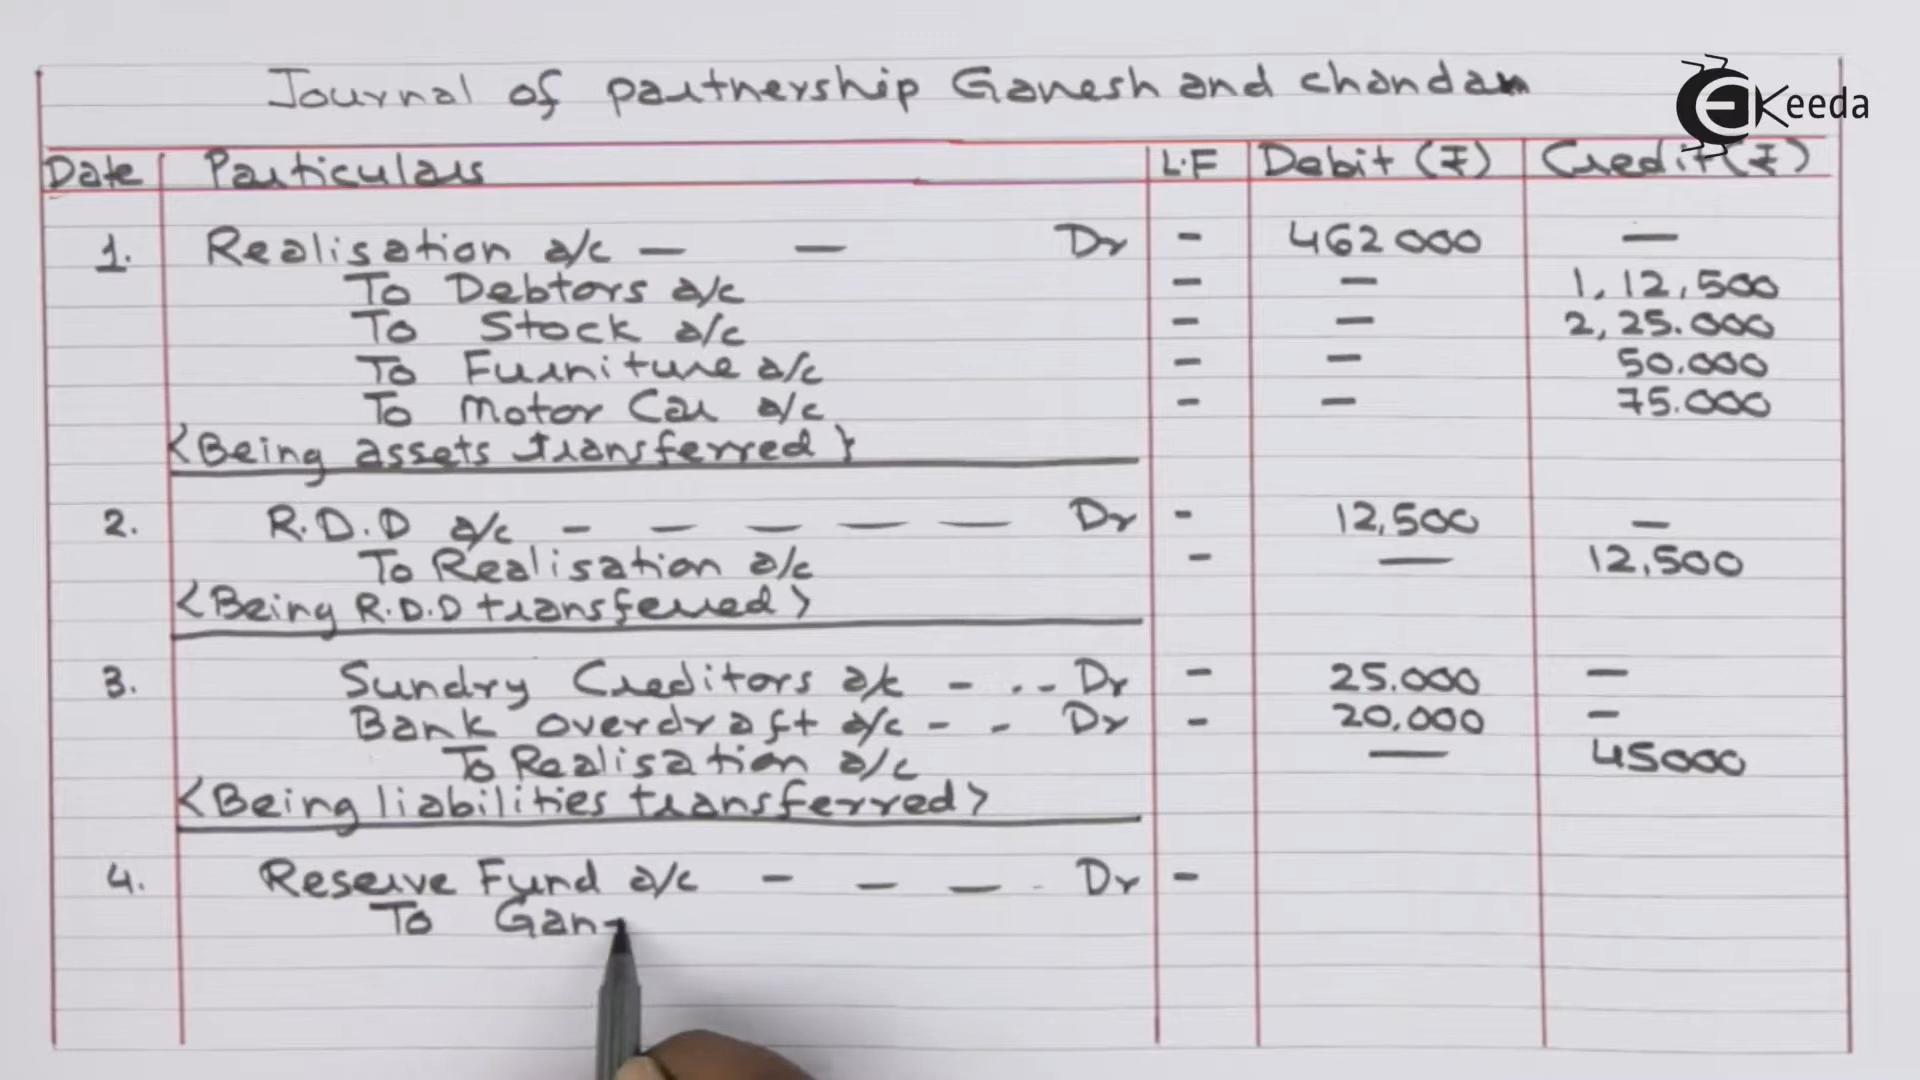 Journal of partnership Ganesh and chandan
Keeda
Date Particulars L.F Debit (₹) Credit (₹)
1. Realisation a/c — — Dr - 462000 —
To Debtors a/c - — 1,12,500
To Stock a/c - — 2,25.000
To Furniture a/c - — 50.000
To Motor Car a/c - — 75.000
<Being assets transferred}
2. R.D.D a/c - — — — — Dr - 12,500 —
To Realisation a/c - — 12,500
<Being R.D.D transferred>
3. Sundry Creditors a/c - .. - Dr - 25.000 —
Bank overdraft a/c - - Dr - 20,000 —
To Realisation a/c — 45000
<Being liabilities transferred>
4. Reserve Fund a/c - — — - Dr -
To Gan